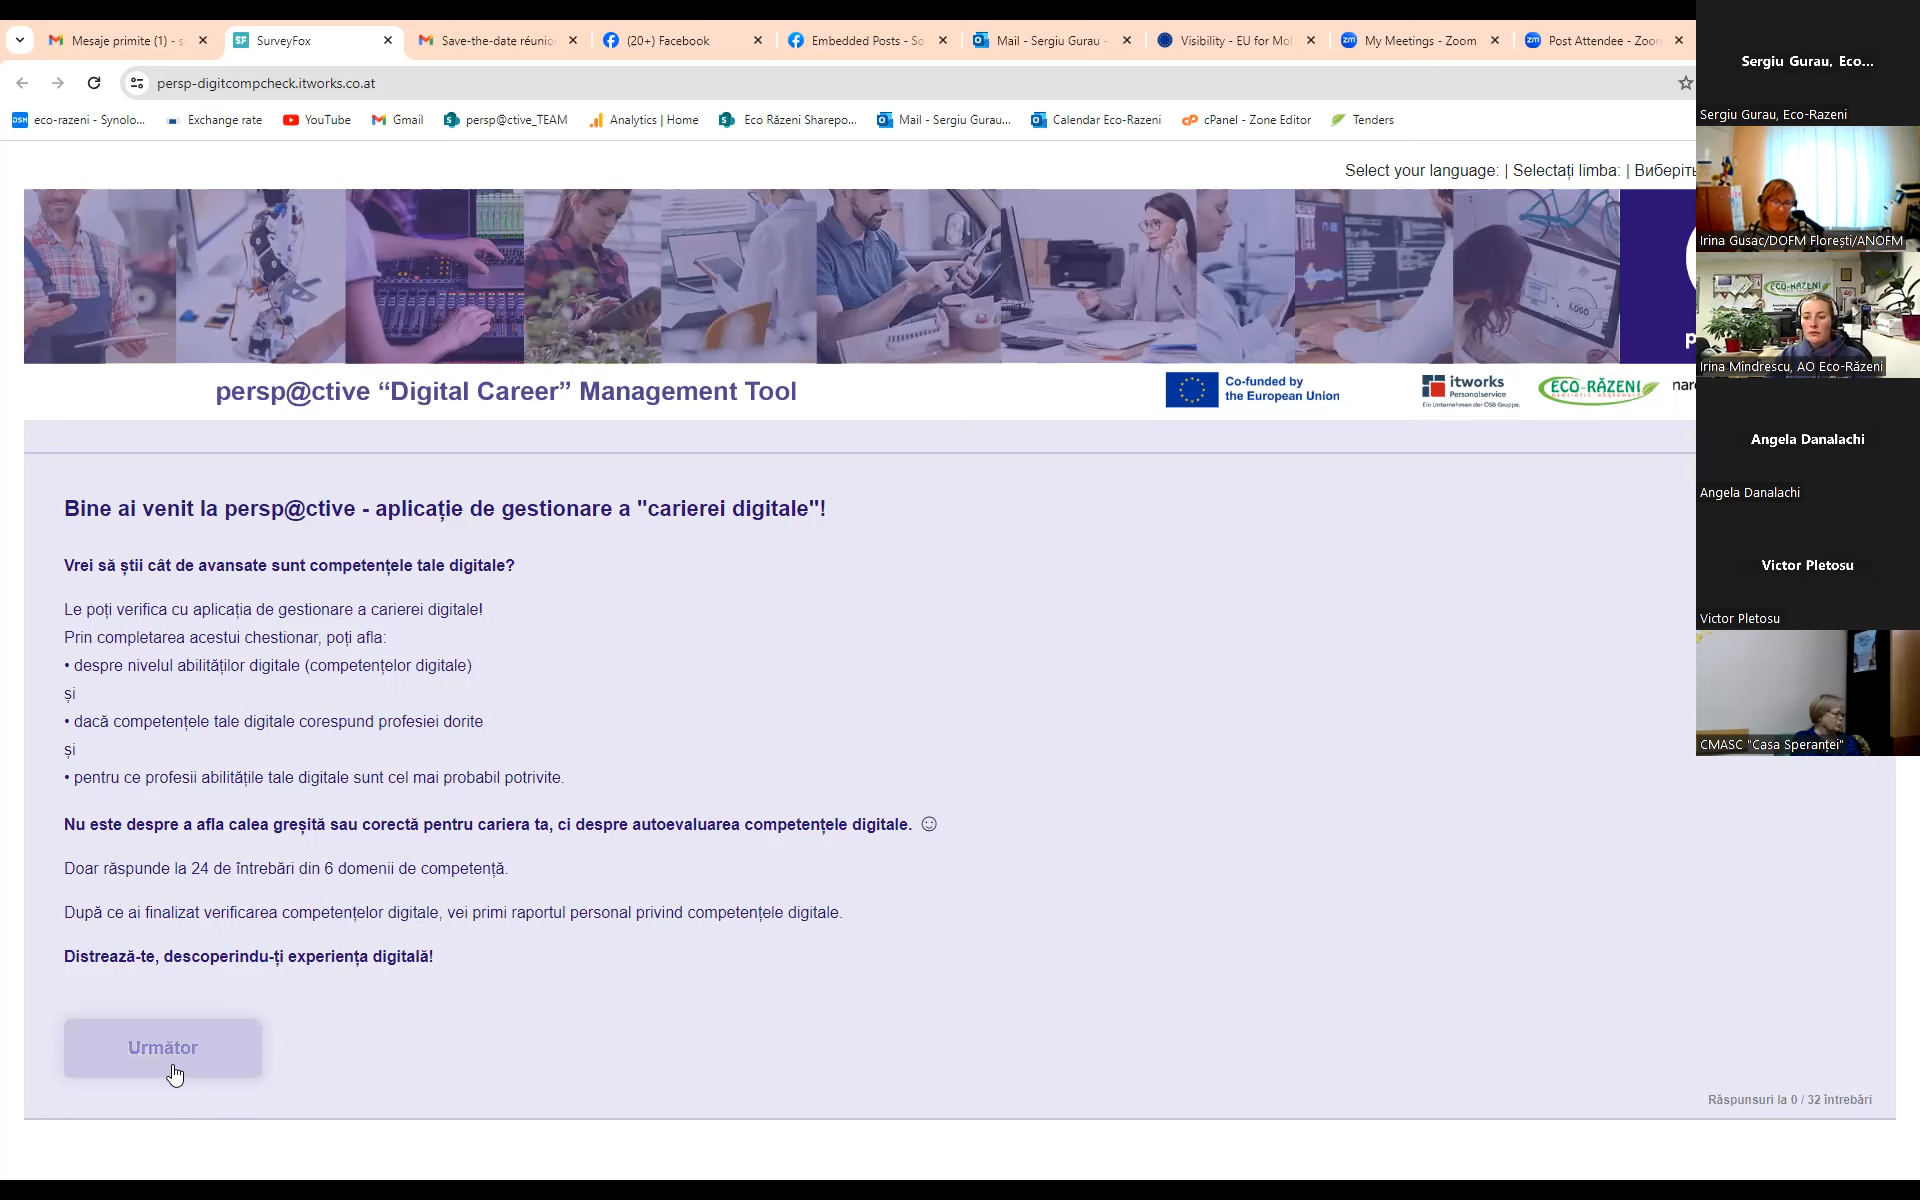 Mesaje primite (1) - s
SurveyFox
Save-the-date réunio
(20+) Facebook
Embedded Posts - So
Mail - Sergiu Gurau -
Visibility - EU for Mol
My Meetings - Zoom
Post Attendee - Zoom
persp-digitcompcheck.itworks.co.at
eco-razeni - Synolo...
Exchange rate
YouTube
Gmail
persp@ctive_TEAM
Analytics | Home
Eco Răzeni Sharepo...
Mail - Sergiu Gurau...
Calendar Eco-Razeni
cPanel - Zone Editor
Tenders
Select your language: | Selectați limba: | Виберіть
LOGO
persp@ctive “Digital Career” Management Tool
Co-funded by
the European Union
itworks
Personalservice
Ein Unternehmen der ÖSB Gruppe.
ECO-RĂZENI
asociația obștească
Bine ai venit la persp@ctive - aplicație de gestionare a "carierei digitale"!
Vrei să știi cât de avansate sunt competențele tale digitale?
Le poți verifica cu aplicația de gestionare a carierei digitale!
Prin completarea acestui chestionar, poți afla:
• despre nivelul abilităților digitale (competențelor digitale)
și
• dacă competențele tale digitale corespund profesiei dorite
și
• pentru ce profesii abilitățile tale digitale sunt cel mai probabil potrivite.
Nu este despre a afla calea greșită sau corectă pentru cariera ta, ci despre autoevaluarea competențele digitale. ☺
Doar răspunde la 24 de întrebări din 6 domenii de competență.
După ce ai finalizat verificarea competențelor digitale, vei primi raportul personal privind competențele digitale.
Distrează-te, descoperindu-ți experiența digitală!
Următor
Răspunsuri la 0 / 32 întrebări
Sergiu Gurau, Eco...
Sergiu Gurau, Eco-Razeni
Irina Gusac/DOFM Florești/ANOFM
ECO-RAZENI
Irina Mîndrescu, AO Eco-Răzeni
Angela Danalachi
Angela Danalachi
Victor Pletosu
Victor Pletosu
CMASC "Casa Speranței"